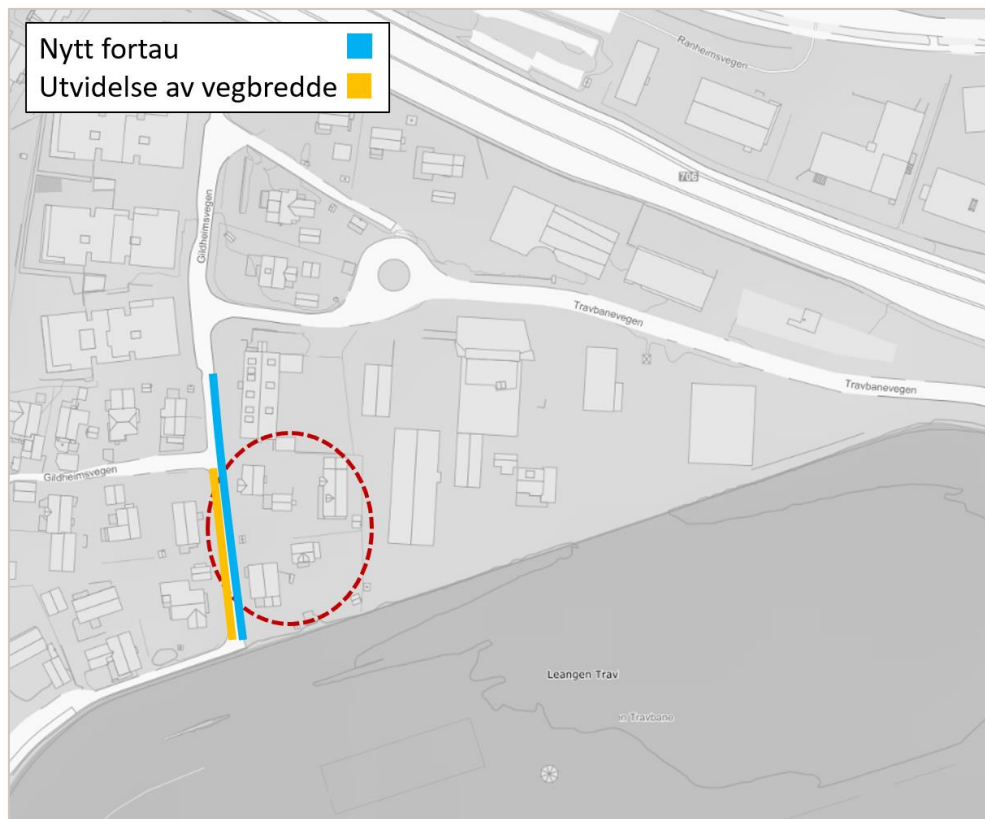 Nytt fortau
Utvidelse av vegbredde
Ranheimsvegen
706
Gildheimsvegen
Travbanevegen
Travbanevegen
Gildheimsvegen
Leangen Trav
n Travbane